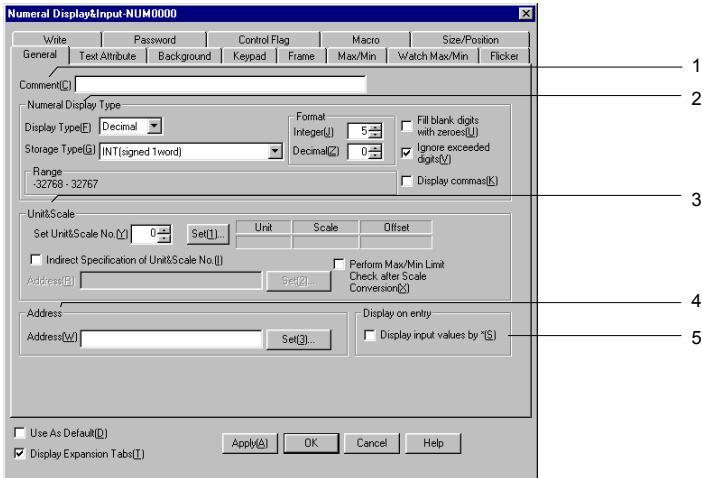 Numeral Display&Input-NUM0000
Write Password Control Flag Macro Size/Position
General Text Attribute Background Keypad Frame Max/Min Watch Max/Min Flicker
1
Comment(C)
2
Numeral Display Type
Display Type(F) Decimal
Format
Integer(J) 5
Fill blank digits
with zeroes(U)
Storage Type(G) INT(signed 1word)
Decimal(Z) 0
Ignore exceeded
digits(V)
Range
-32768 - 32767
Display commas(K)
3
Unit&Scale
Set Unit&Scale No.(Y) 0 Set(1)... Unit Scale Offset
Indirect Specification of Unit&Scale No.(I)
Address(R) Set(2)...
Perform Max/Min Limit
Check after Scale
Conversion(X)
4
Address
Address(W) Set(3)...
Display on entry
Display input values by *(S)
5
Use As Default(D)
Display Expansion Tabs(T)
Apply(A) OK Cancel Help